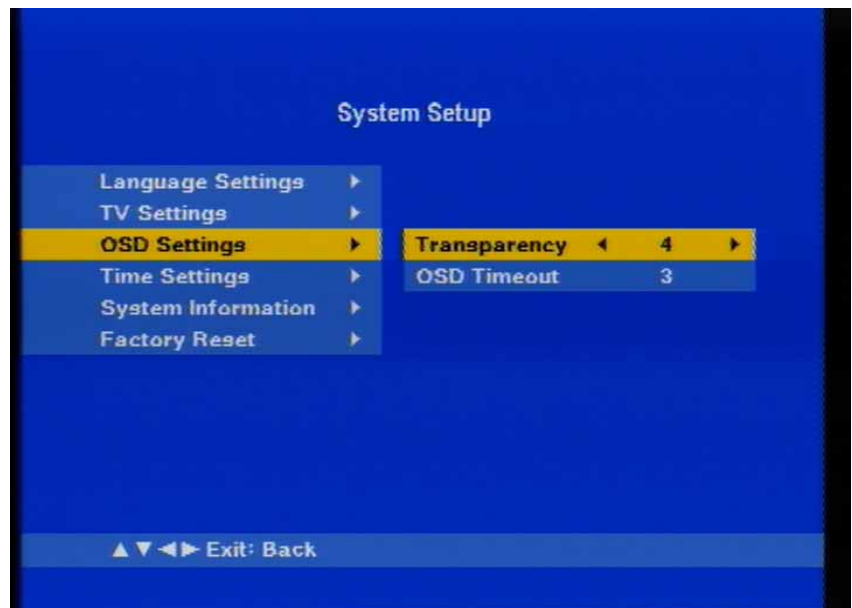 System Setup
Language Settings ▶
TV Settings ▶
OSD Settings ▶ Transparency ◀ 4 ▶
Time Settings ▶ OSD Timeout 3
System Information ▶
Factory Reset ▶
▲▼◀▶ Exit: Back